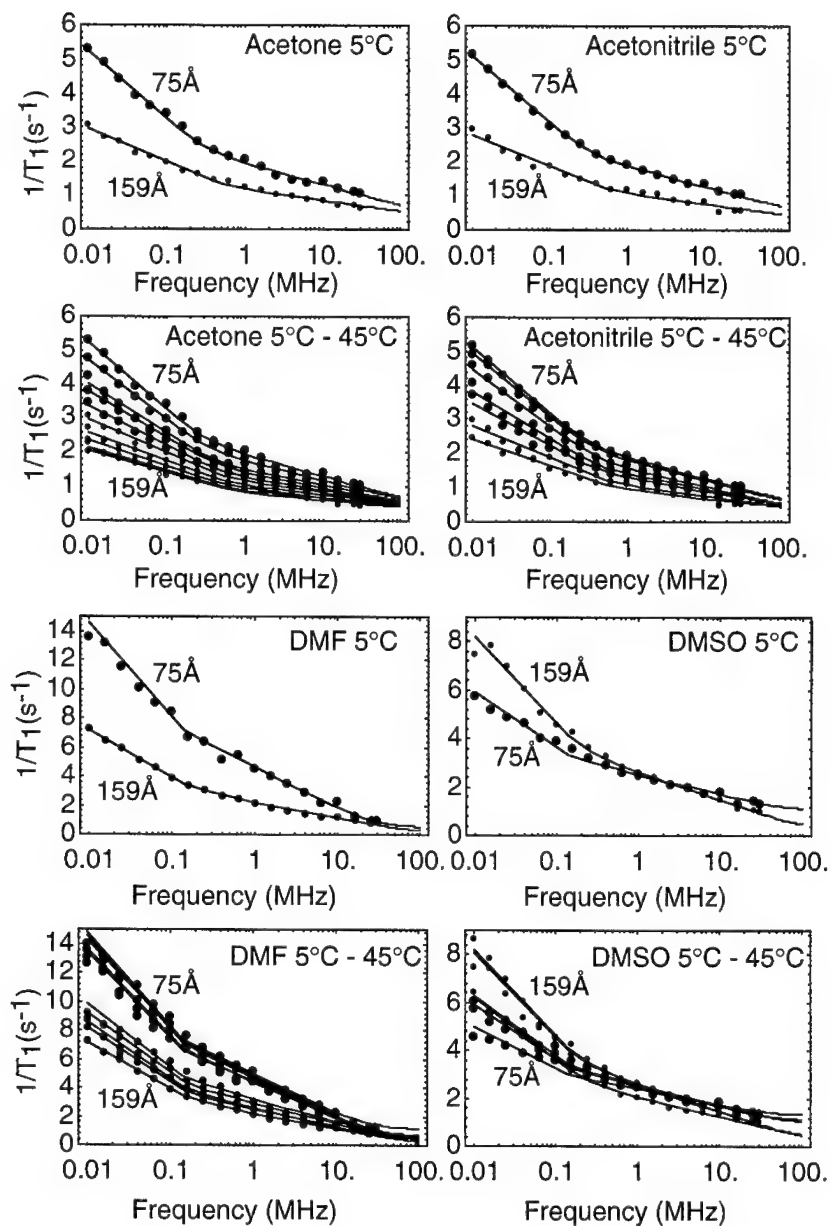 6
5
4
3
2
1
0
1/T1(s-1)
Acetone 5°C
75Å
159Å
0.01 0.1 1 10. 100.
Frequency (MHz)
6
5
4
3
2
1
0
Acetonitrile 5°C
75Å
159Å
0.01 0.1 1 10. 100.
Frequency (MHz)
6
5
4
3
2
1
0
1/T1(s-1)
Acetone 5°C - 45°C
75Å
159Å
0.01 0.1 1 10. 100.
Frequency (MHz)
6
5
4
3
2
1
0
Acetonitrile 5°C - 45°C
75Å
159Å
0.01 0.1 1 10. 100.
Frequency (MHz)
14
12
10
8
6
4
2
0
1/T1(s-1)
DMF 5°C
75Å
159Å
0.01 0.1 1 10. 100.
Frequency (MHz)
8
6
4
2
0
DMSO 5°C
159Å
75Å
0.01 0.1 1 10. 100.
Frequency (MHz)
14
12
10
8
6
4
2
0
1/T1(s-1)
DMF 5°C - 45°C
75Å
159Å
0.01 0.1 1 10. 100.
Frequency (MHz)
8
6
4
2
0
DMSO 5°C - 45°C
159Å
75Å
0.01 0.1 1 10. 100.
Frequency (MHz)